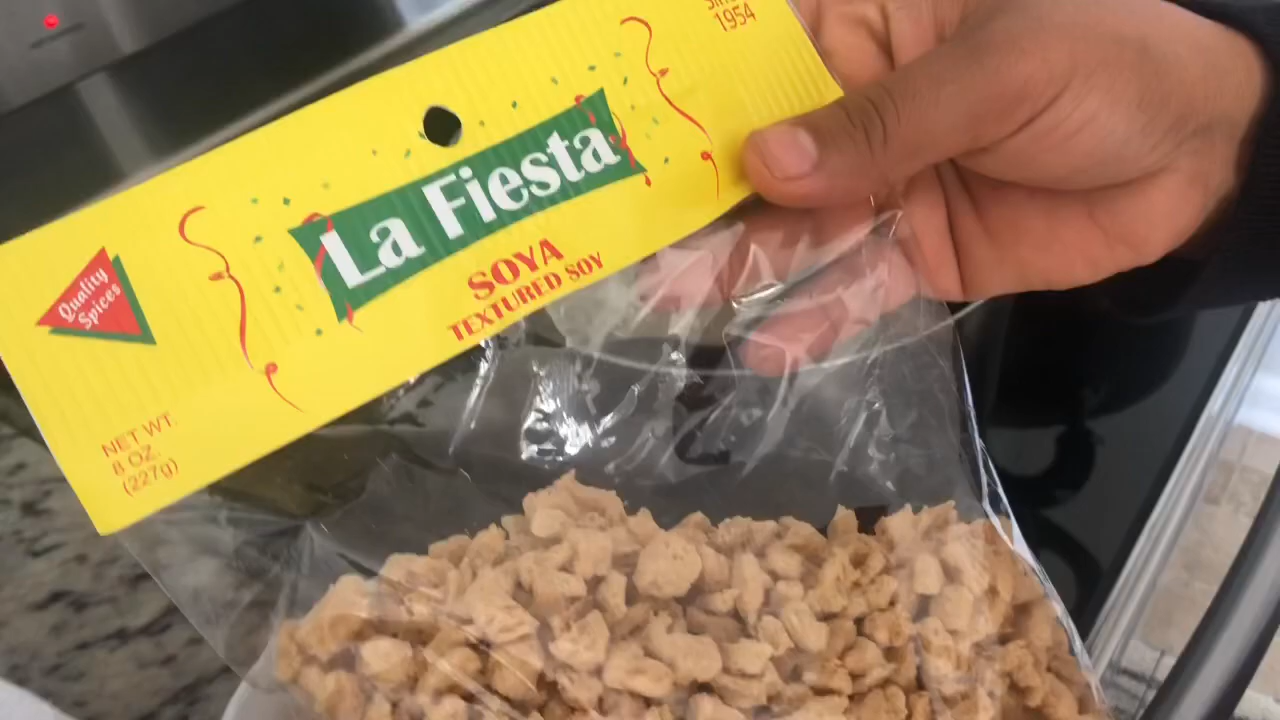 1954
La Fiesta
SOYA
TEXTURED SOY
Quality
Spices
NET WT.
8 OZ.
(227g)